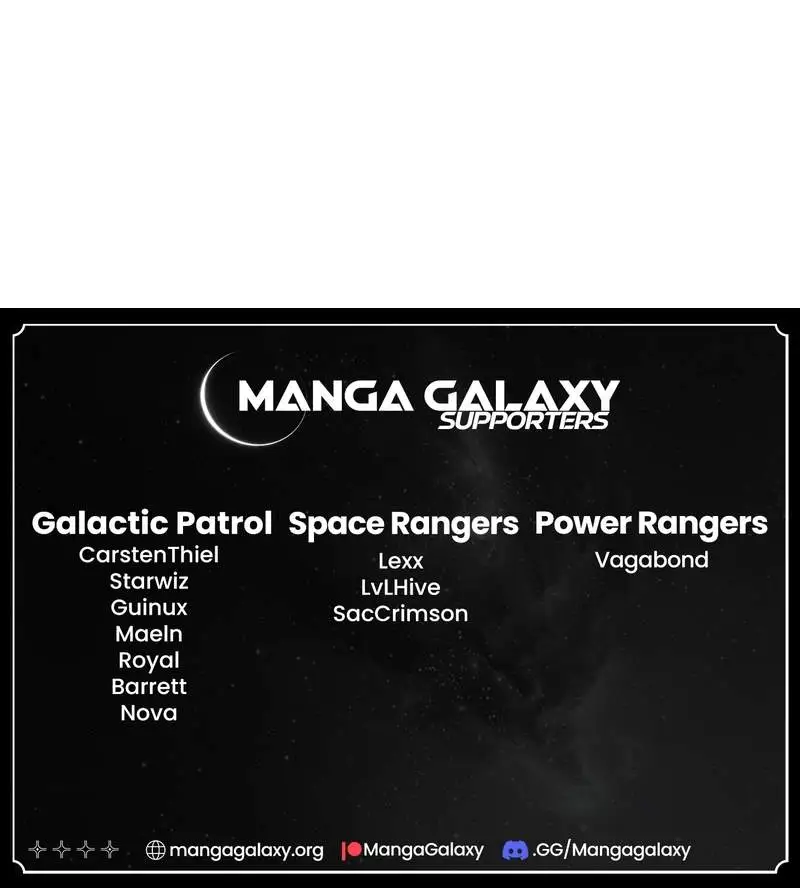 MANGA GALAXY
SUPPORTERS
Galactic Patrol
CarstenThiel
Starwiz
Guinux
Maeln
Royal
Barrett
Nova
Space Rangers
Lexx
LvLHive
SacCrimson
Power Rangers
Vagabond
mangagalaxy.org
MangaGalaxy
.GG/Mangagalaxy